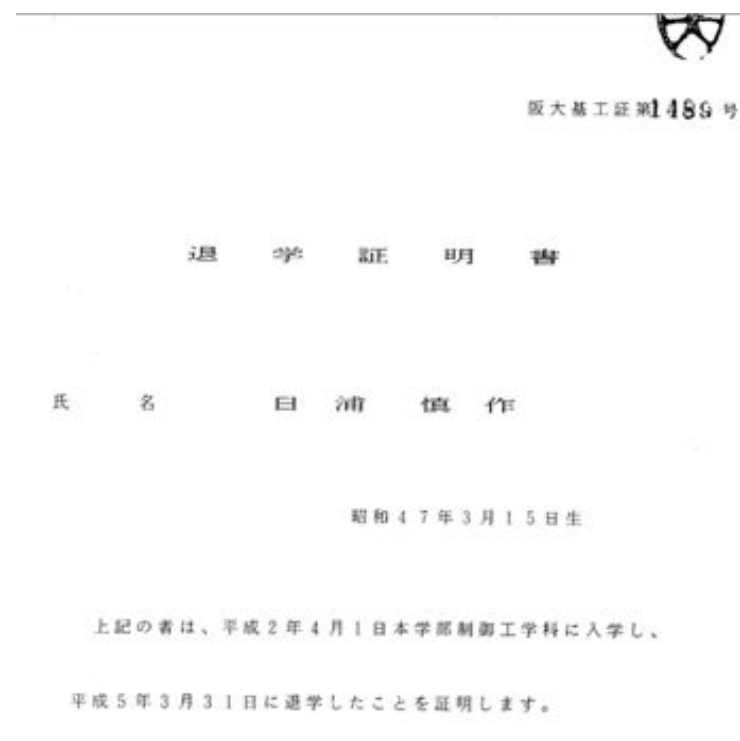 阪大基工証第1489号
退学証明書
氏名 日浦慎作
昭和47年3月15日生
上記の者は、平成2年4月1日本学部制御工学科に入学し、
平成5年3月31日に退学したことを証明します。